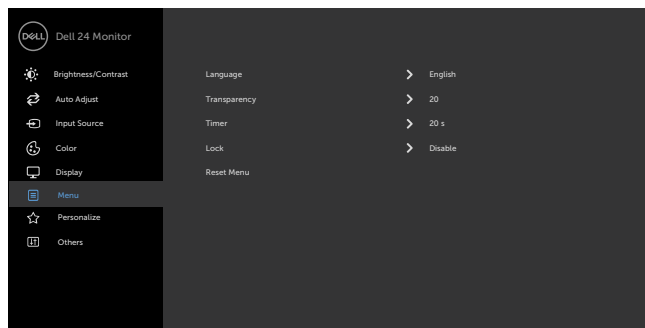 DELL Dell 24 Monitor
Brightness/Contrast Language English
Auto Adjust Transparency 20
Input Source Timer 20 s
Color Lock Disable
Display Reset Menu
Menu
Personalize
Others